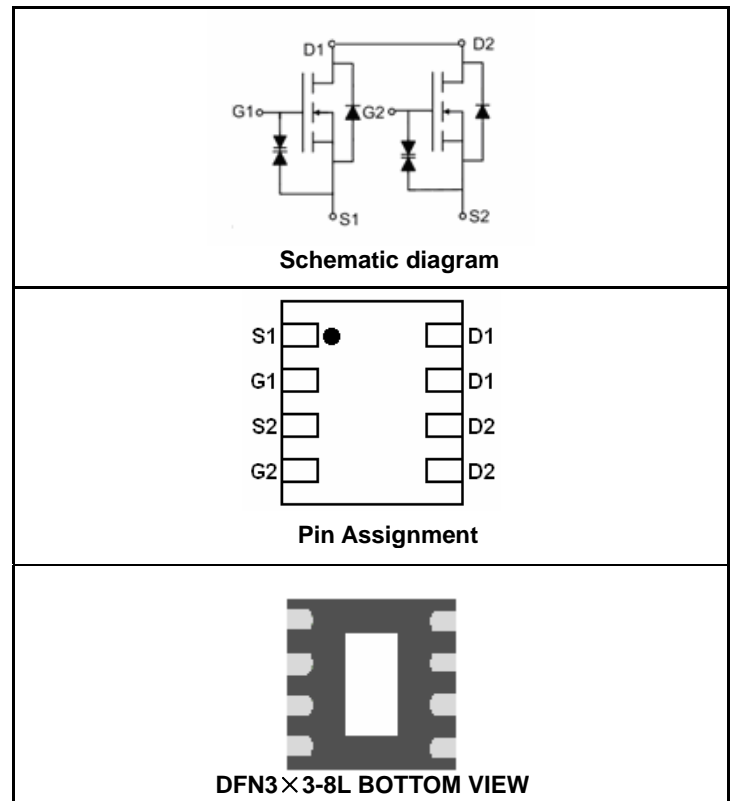 D1 D2
G1 G2
S1 S2
Schematic diagram
S1 D1
G1 D1
S2 D2
G2 D2
Pin Assignment
DFN3×3-8L BOTTOM VIEW